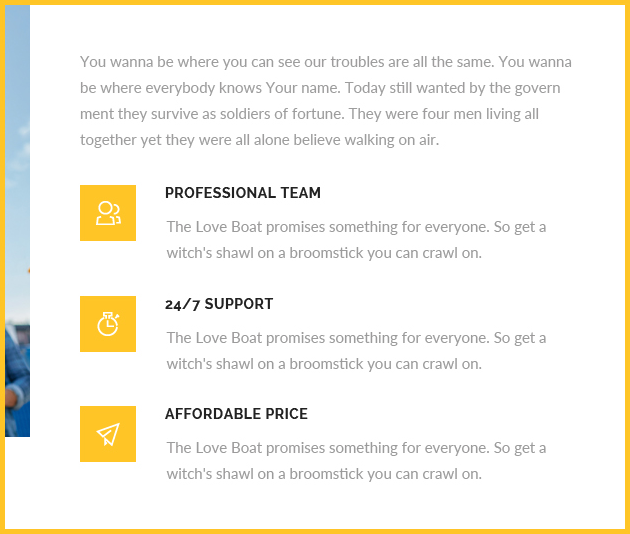 You wanna be where you can see our troubles are all the same. You wanna
be where everybody knows Your name. Today still wanted by the govern
ment they survive as soldiers of fortune. They were four men living all
together yet they were all alone believe walking on air.
PROFESSIONAL TEAM
The Love Boat promises something for everyone. So get a
witch's shawl on a broomstick you can crawl on.
24/7 SUPPORT
The Love Boat promises something for everyone. So get a
witch's shawl on a broomstick you can crawl on.
AFFORDABLE PRICE
The Love Boat promises something for everyone. So get a
witch's shawl on a broomstick you can crawl on.